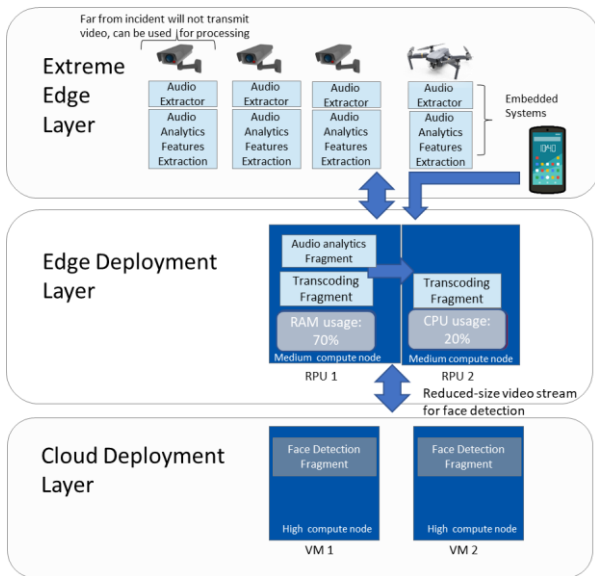 Far from incident will not transmit
video, can be used for processing
Extreme
Edge
Layer
Audio
Extractor
Audio
Analytics
Features
Extraction
Audio
Extractor
Audio
Analytics
Features
Extraction
Audio
Extractor
Audio
Analytics
Features
Extraction
Audio
Extractor
Audio
Analytics
Features
Extraction
Embedded
Systems
10:40
Edge Deployment
Layer
Audio analytics
Fragment
Transcoding
Fragment
RAM usage:
70%
Medium compute node
RPU 1
Transcoding
Fragment
CPU usage:
20%
Medium compute node
RPU 2
Reduced-size video stream
for face detection
Cloud Deployment
Layer
Face Detection
Fragment
High compute node
VM 1
Face Detection
Fragment
High compute node
VM 2